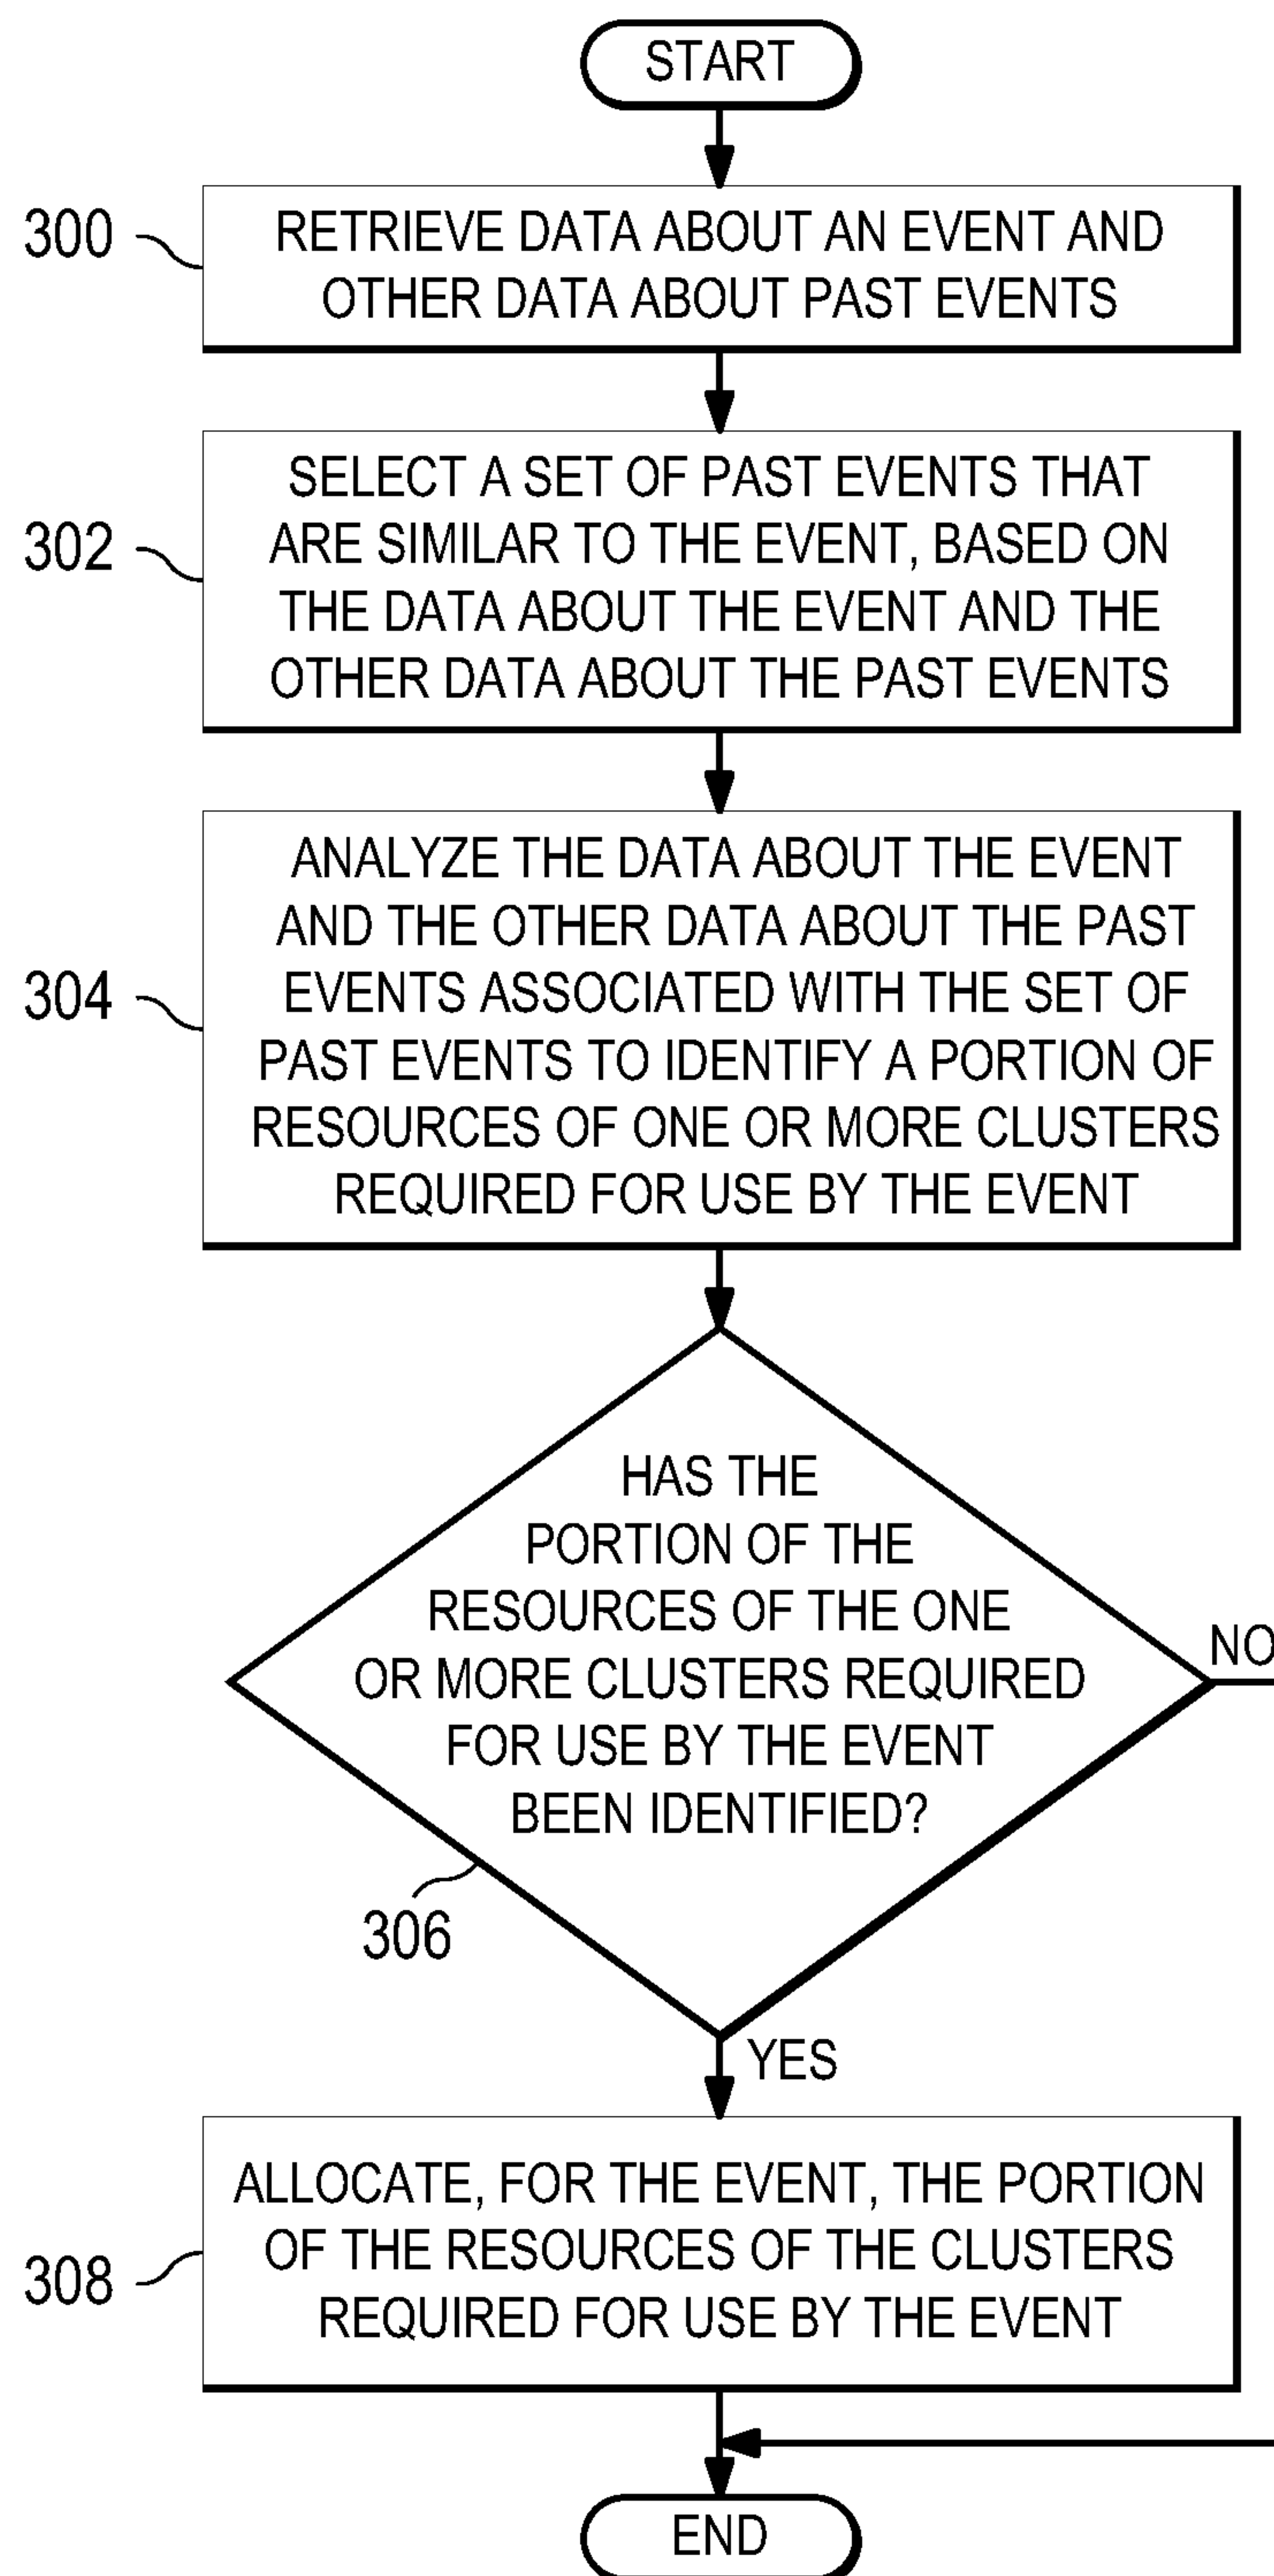 START
300
RETRIEVE DATA ABOUT AN EVENT AND
OTHER DATA ABOUT PAST EVENTS
302
SELECT A SET OF PAST EVENTS THAT
ARE SIMILAR TO THE EVENT, BASED ON
THE DATA ABOUT THE EVENT AND THE
OTHER DATA ABOUT THE PAST EVENTS
304
ANALYZE THE DATA ABOUT THE EVENT
AND THE OTHER DATA ABOUT THE PAST
EVENTS ASSOCIATED WITH THE SET OF
PAST EVENTS TO IDENTIFY A PORTION OF
RESOURCES OF ONE OR MORE CLUSTERS
REQUIRED FOR USE BY THE EVENT
HAS THE
PORTION OF THE
RESOURCES OF THE ONE
OR MORE CLUSTERS REQUIRED
FOR USE BY THE EVENT
BEEN IDENTIFIED?
NO
306
YES
308
ALLOCATE, FOR THE EVENT, THE PORTION
OF THE RESOURCES OF THE CLUSTERS
REQUIRED FOR USE BY THE EVENT
END